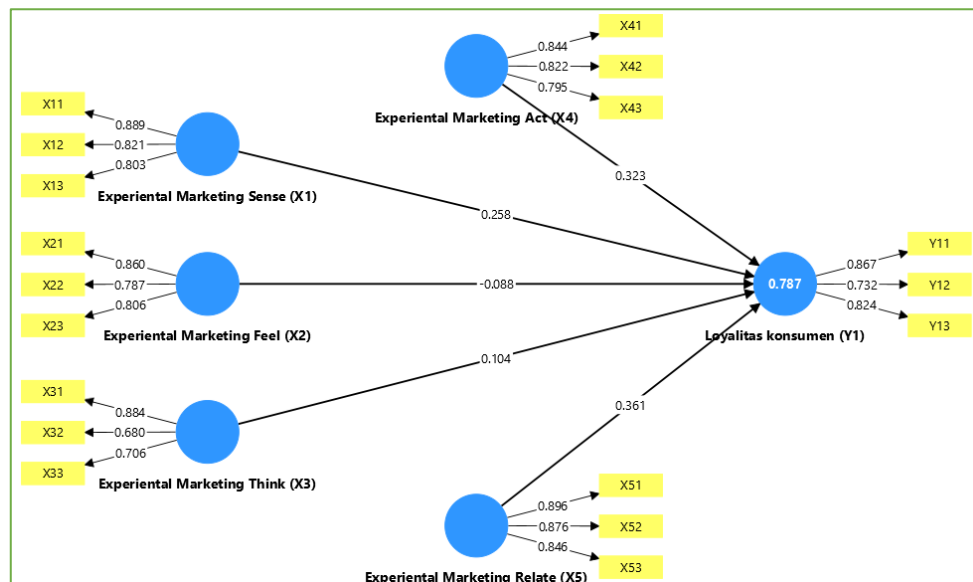 X41
0.844
X42
0.822
0.795
X43
Experiental Marketing Act (X4)
X11
0.889
X12
0.821
0.803
X13
Experiental Marketing Sense (X1)
0.323
0.258
X21
0.860
X22
0.787
0.806
X23
Experiental Marketing Feel (X2)
-0.088
0.787
Y11
0.867
0.732
Y12
0.824
Y13
Loyalitas konsumen (Y1)
0.104
X31
0.884
X32
0.680
0.706
X33
Experiental Marketing Think (X3)
0.361
X51
0.896
X52
0.876
0.846
X53
Experiental Marketing Relate (X5)